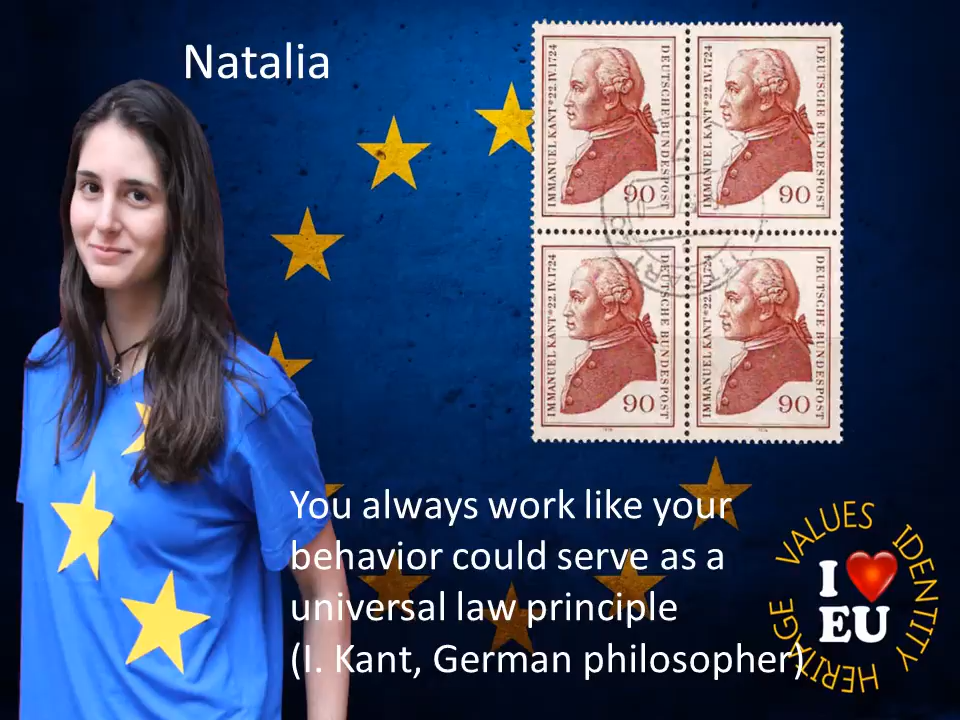 Natalia
IMMANUEL KANT * 22.IV.1724
DEUTSCHE BUNDESPOST
90
IMMANUEL KANT * 22.IV.1724
DEUTSCHE BUNDESPOST
90
IMMANUEL KANT * 22.IV.1724
DEUTSCHE BUNDESPOST
90
IMMANUEL KANT * 22.IV.1724
DEUTSCHE BUNDESPOST
90
You always work like your
behavior could serve as a
universal law principle
(I. Kant, German philosopher)
VALUES IDENTITY HERITAGE
I
EU